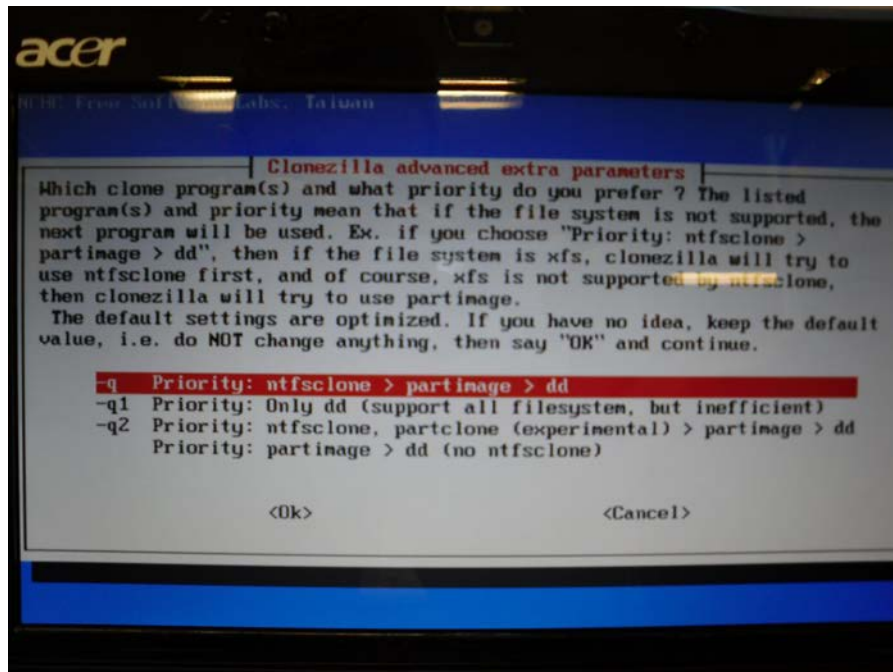 acer
NCHC Free Software Labs, Taiwan
Clonezilla advanced extra parameters
Which clone program(s) and what priority do you prefer ? The listed
program(s) and priority mean that if the file system is not supported, the
next program will be used. Ex. if you choose "Priority: ntfsclone >
partimage > dd", then if the file system is xfs, clonezilla will try to
use ntfsclone first, and of course, xfs is not supported by ntfsclone,
then clonezilla will try to use partimage.
The default settings are optimized. If you have no idea, keep the default
value, i.e. do NOT change anything, then say "OK" and continue.
-q Priority: ntfsclone > partimage > dd
-q1 Priority: Only dd (support all filesystem, but inefficient)
-q2 Priority: ntfsclone, partclone (experimental) > partimage > dd
Priority: partimage > dd (no ntfsclone)
<Ok> <Cancel>